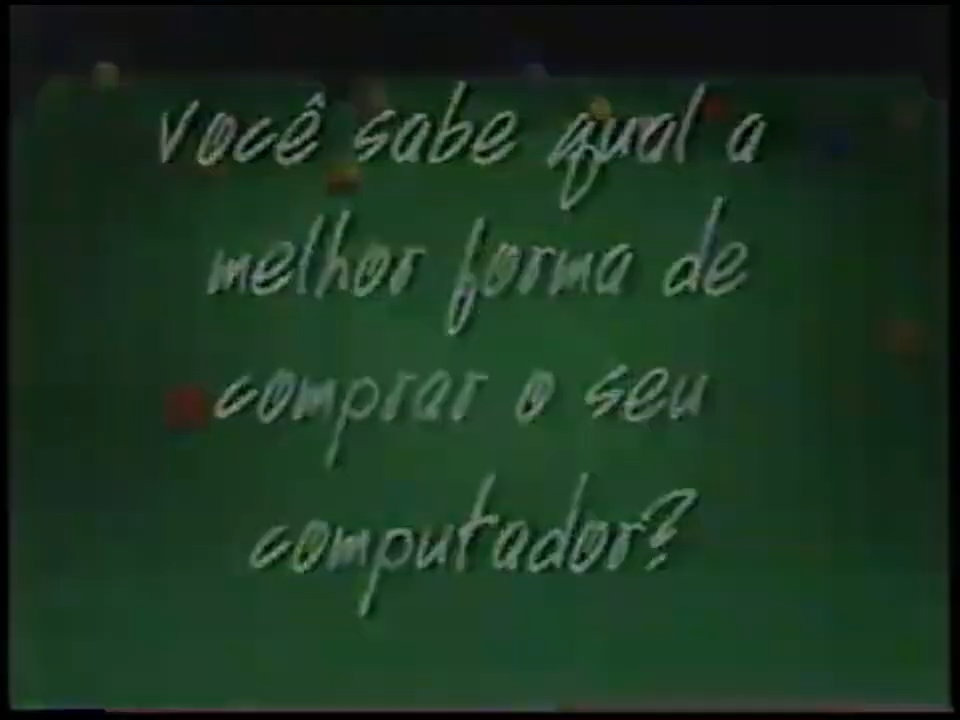 você sabe qual a
melhor forma de
comprar o seu
computador?